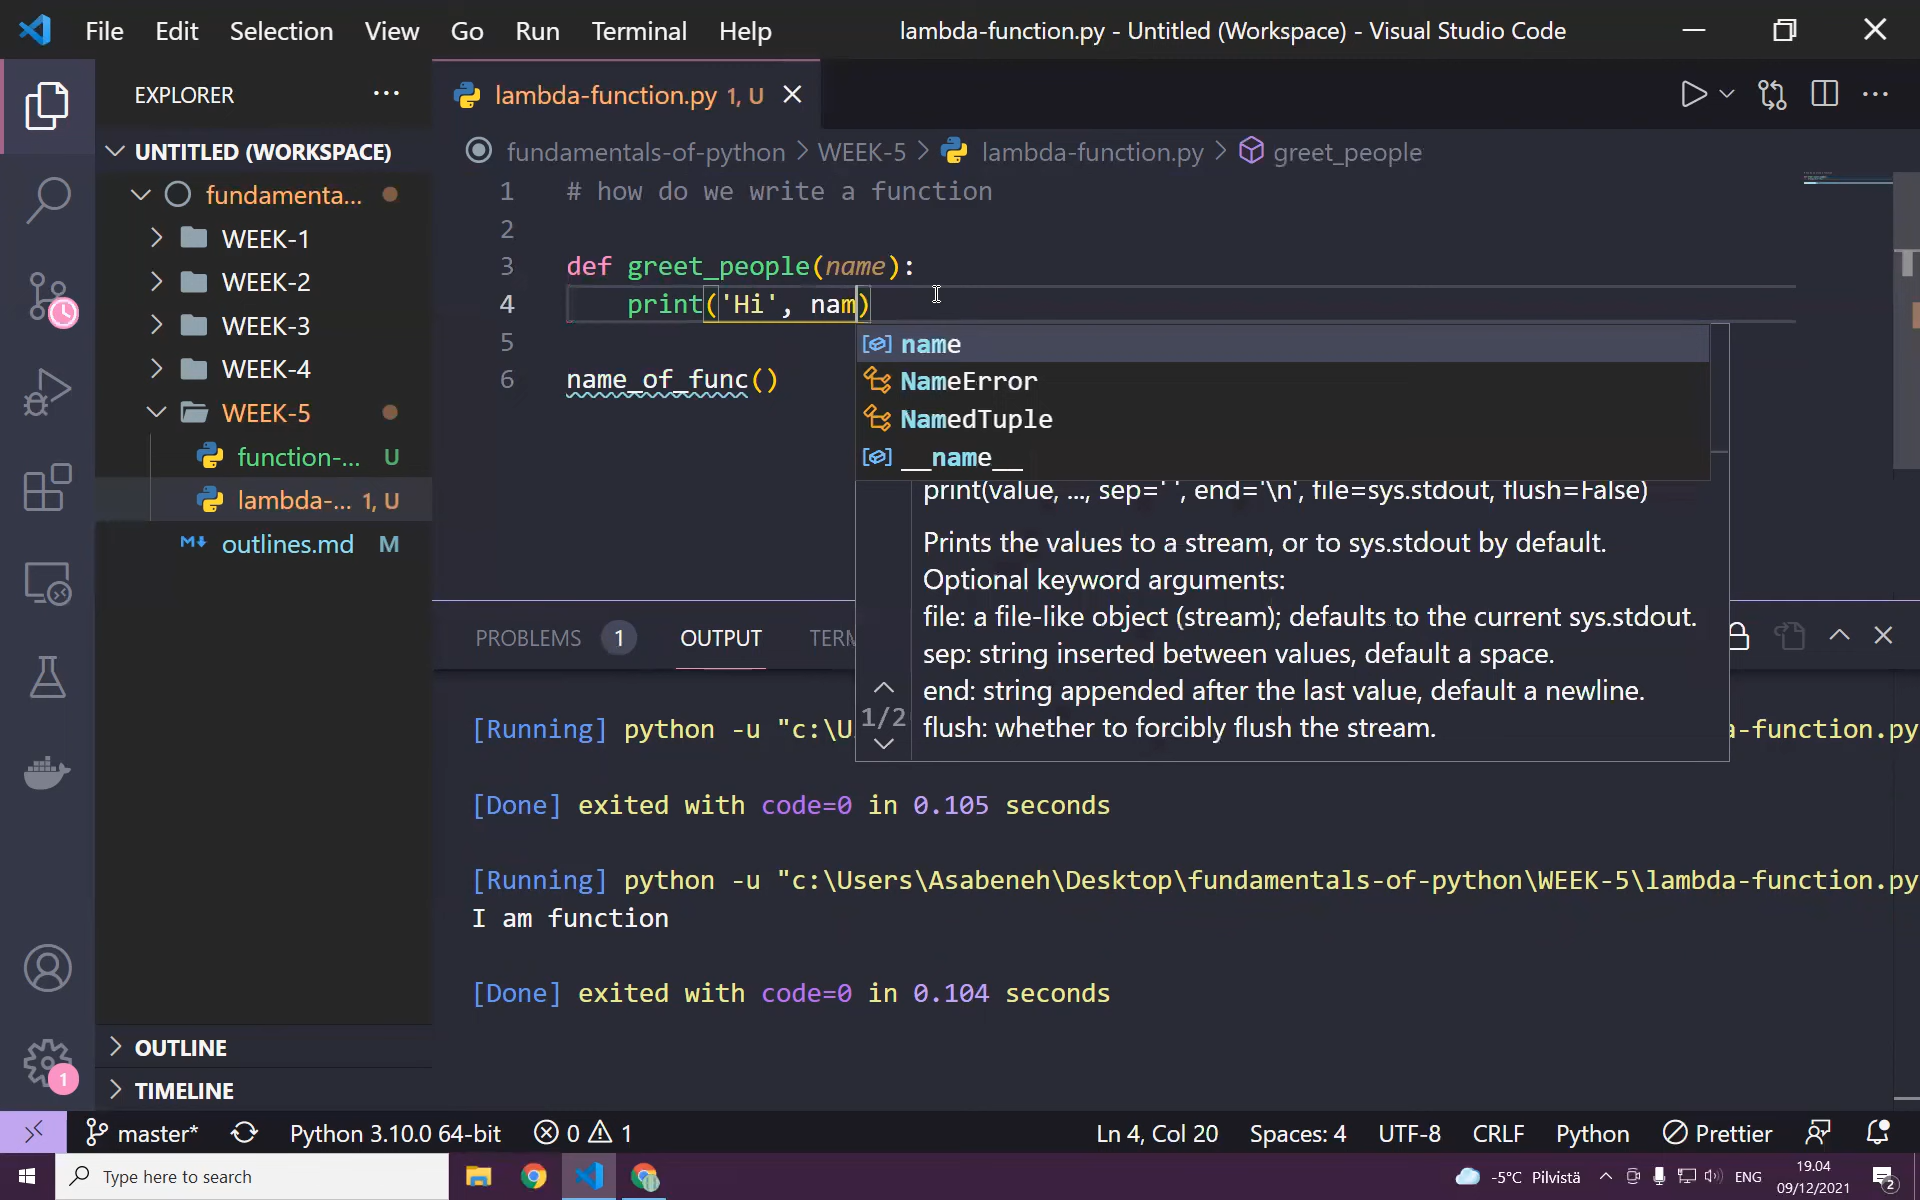 File Edit Selection View Go Run Terminal Help lambda-function.py - Untitled (Workspace) - Visual Studio Code
EXPLORER
lambda-function.py 1, U
UNTITLED (WORKSPACE)
fundamenta...
WEEK-1
WEEK-2
WEEK-3
WEEK-4
WEEK-5
function-... U
lambda-... 1, U
outlines.md M
OUTLINE
TIMELINE
fundamentals-of-python > WEEK-5 > lambda-function.py > greet_people
1 # how do we write a function
2
3 def greet_people(name):
4 print('Hi', nam)
5
6 name_of_func()
name
NameError
NamedTuple
__name__
print(value, ..., sep=' ', end='\n', file=sys.stdout, flush=False)
Prints the values to a stream, or to sys.stdout by default.
Optional keyword arguments:
file: a file-like object (stream); defaults to the current sys.stdout.
sep: string inserted between values, default a space.
end: string appended after the last value, default a newline.
flush: whether to forcibly flush the stream.
1/2
PROBLEMS 1 OUTPUT TERM
[Running] python -u "c:\U a-function.py
[Done] exited with code=0 in 0.105 seconds
[Running] python -u "c:\Users\Asabeneh\Desktop\fundamentals-of-python\WEEK-5\lambda-function.py
I am function
[Done] exited with code=0 in 0.104 seconds
1
master* Python 3.10.0 64-bit 0 1 Ln 4, Col 20 Spaces: 4 UTF-8 CRLF Python Prettier
Type here to search -5°C Pilvistä ENG 19.04
09/12/2021 2